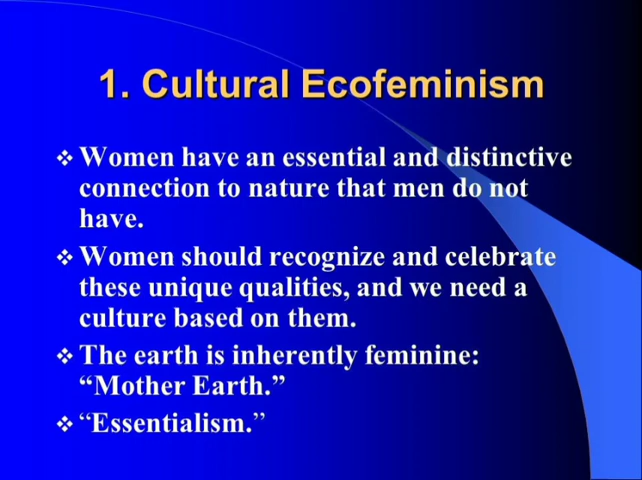 1. Cultural Ecofeminism
❖ Women have an essential and distinctive
connection to nature that men do not
have.
❖ Women should recognize and celebrate
these unique qualities, and we need a
culture based on them.
❖ The earth is inherently feminine:
“Mother Earth.”
❖ “Essentialism.”